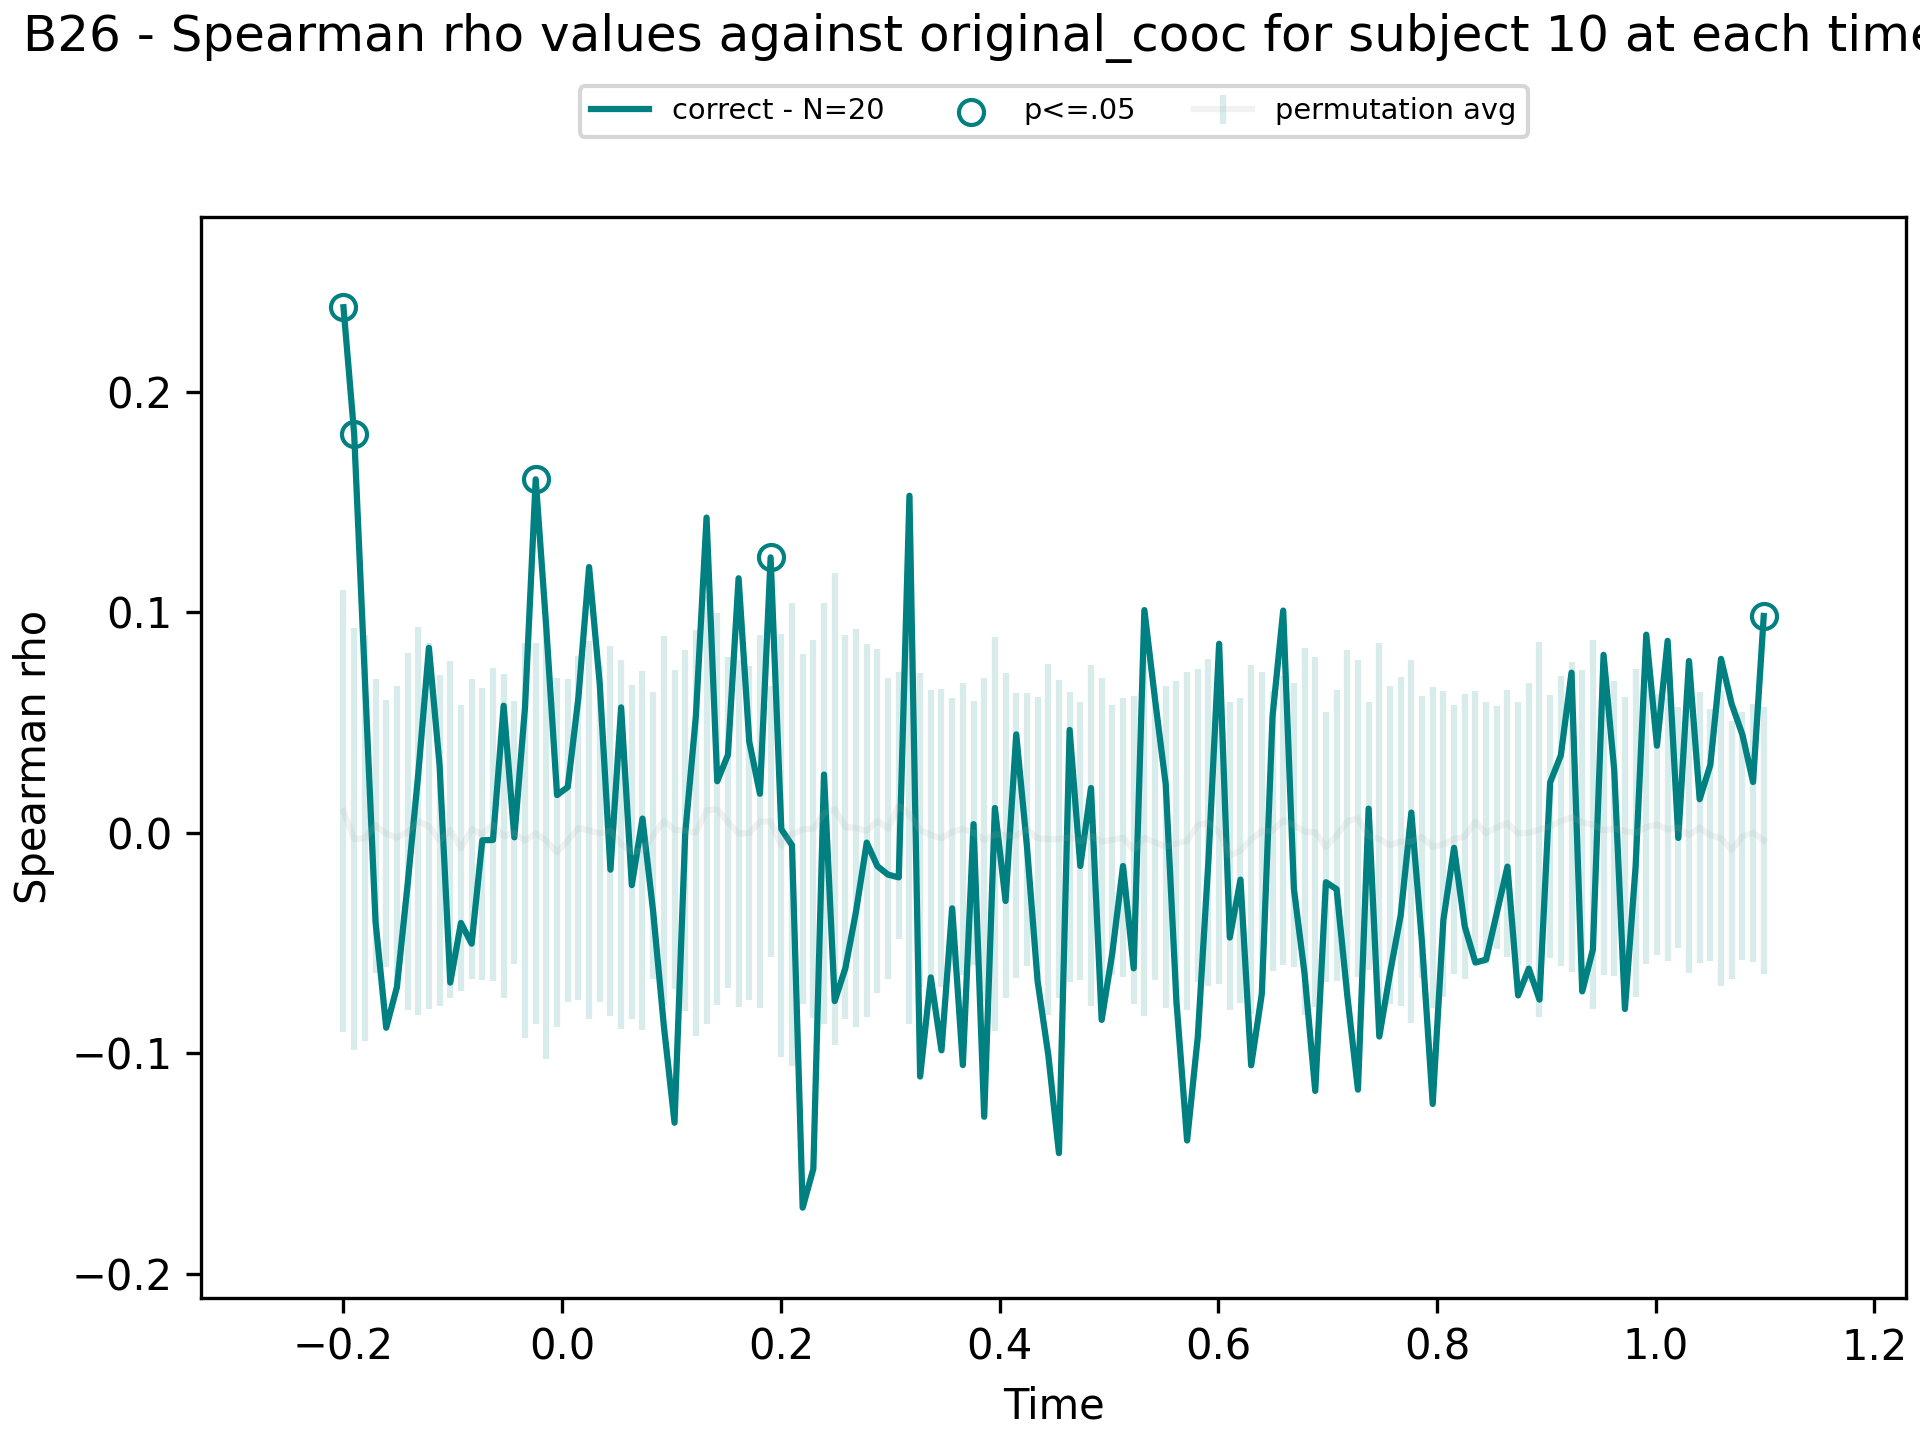 B26 - Spearman rho values against original_cooc for subject 10 at each time
correct - N=20 p<=.05 permutation avg
0.2
0.1
0.0
−0.1
−0.2
Spearman rho
−0.2 0.0 0.2 0.4 0.6 0.8 1.0 1.2
Time